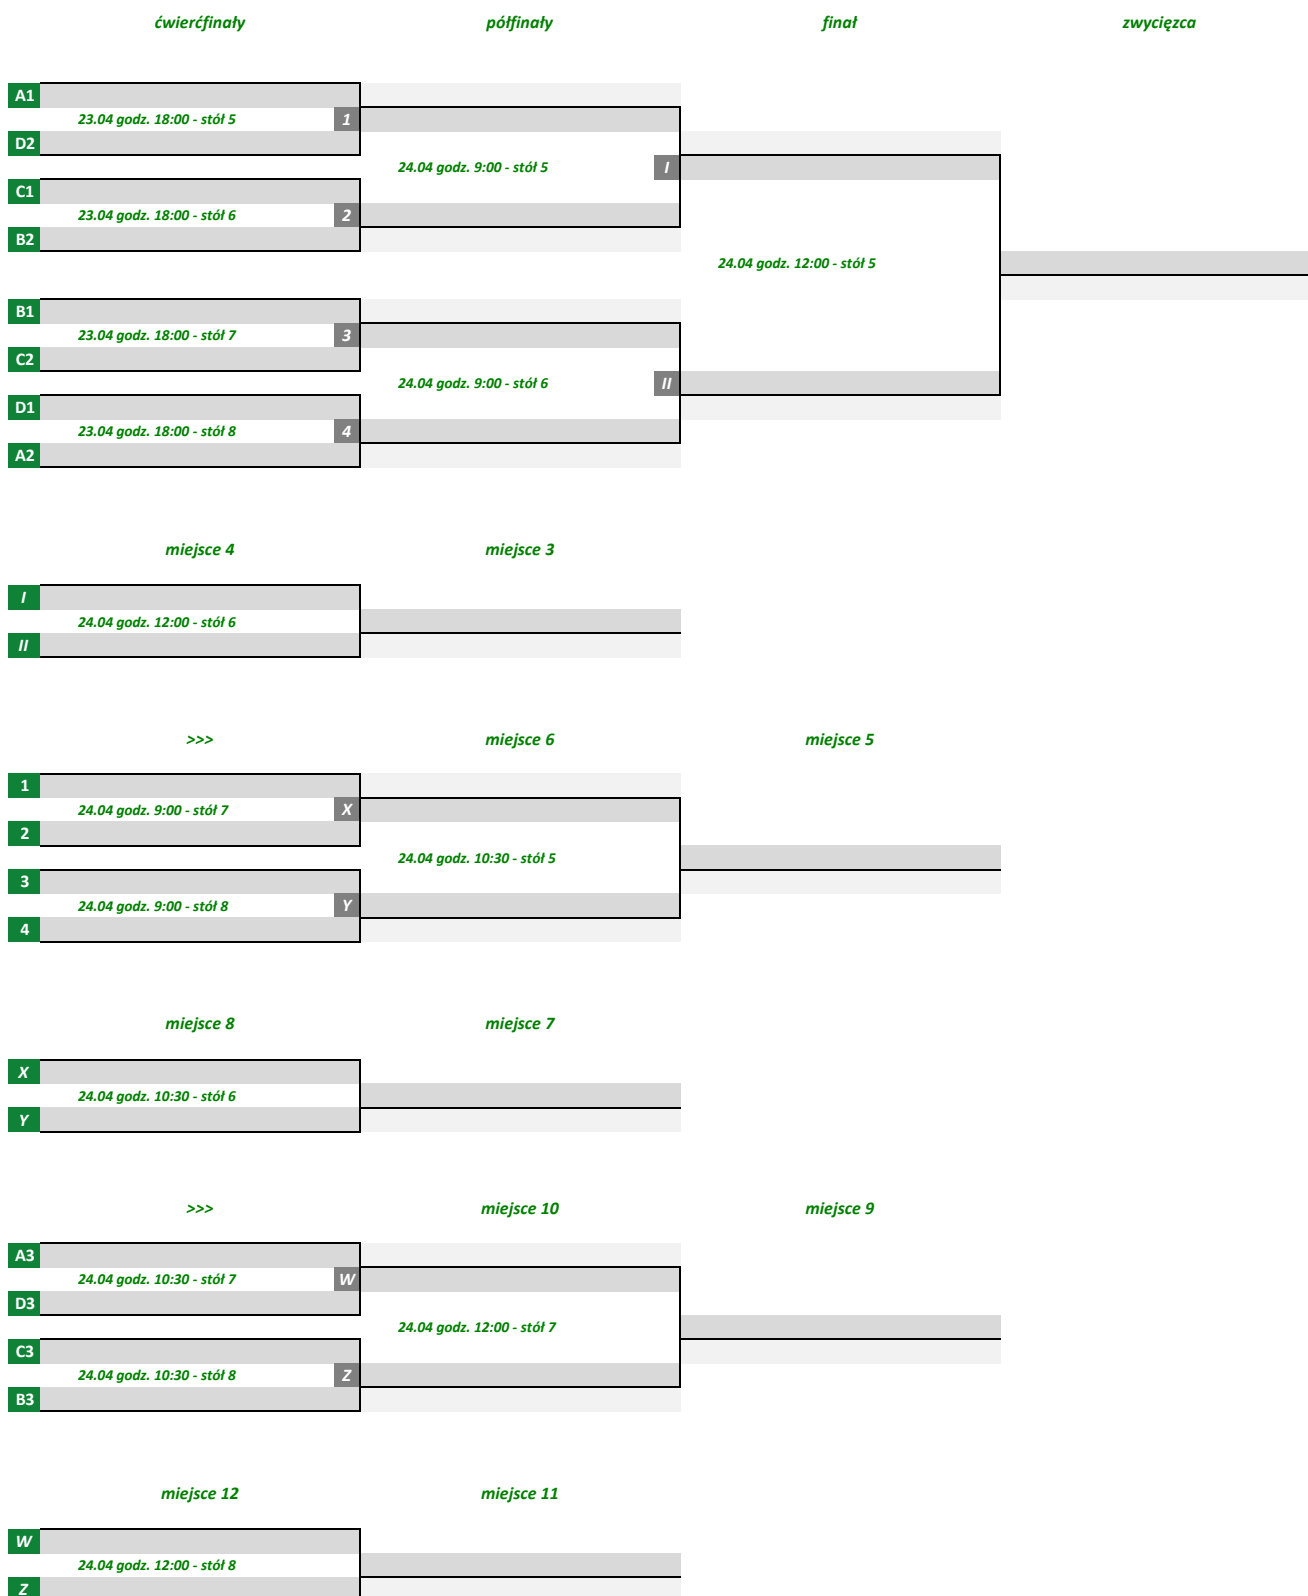 ćwierćfinały półfinały finał zwycięzca
A1
23.04 godz. 18:00 - stół 5 1
D2
24.04 godz. 9:00 - stół 5 I
C1
23.04 godz. 18:00 - stół 6 2
B2
24.04 godz. 12:00 - stół 5
B1
23.04 godz. 18:00 - stół 7 3
C2
24.04 godz. 9:00 - stół 6 II
D1
23.04 godz. 18:00 - stół 8 4
A2
miejsce 4 miejsce 3
I
24.04 godz. 12:00 - stół 6
II
>>> miejsce 6 miejsce 5
1
24.04 godz. 9:00 - stół 7 X
2
24.04 godz. 10:30 - stół 5
3
24.04 godz. 9:00 - stół 8 Y
4
miejsce 8 miejsce 7
X
24.04 godz. 10:30 - stół 6
Y
>>> miejsce 10 miejsce 9
A3
24.04 godz. 10:30 - stół 7 W
D3
24.04 godz. 12:00 - stół 7
C3
24.04 godz. 10:30 - stół 8 Z
B3
miejsce 12 miejsce 11
W
24.04 godz. 12:00 - stół 8
Z